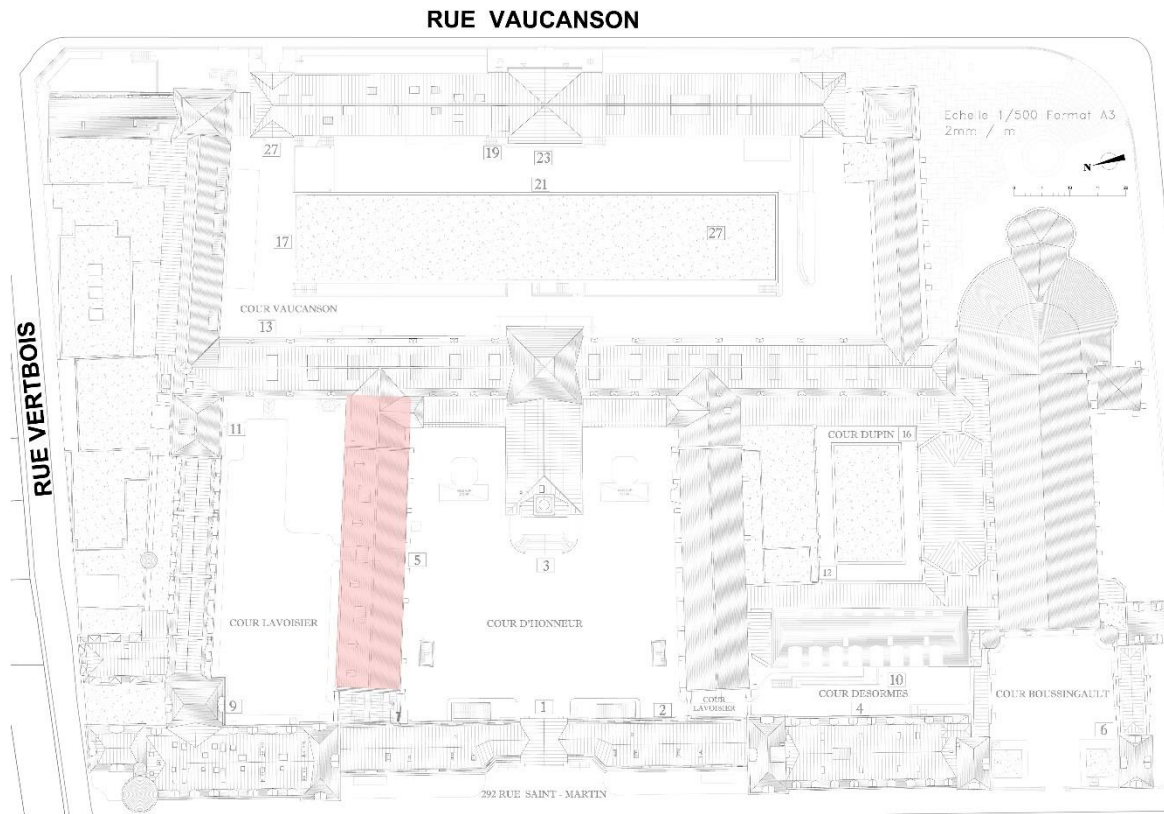 RUE VAUCANSON
Echelle 1/500 Format A3
2mm / m
N
27
19
23
21
17
27
COUR VAUCANSON
13
RUE VERTBOIS
11
COUR DUPIN 16
5
3
12
COUR LAVOISIER
COUR D'HONNEUR
10
COUR DESORMES
COUR BOUSSINGAULT
COUR
LAVOISIER
9
1
2
4
6
292 RUE SAINT - MARTIN